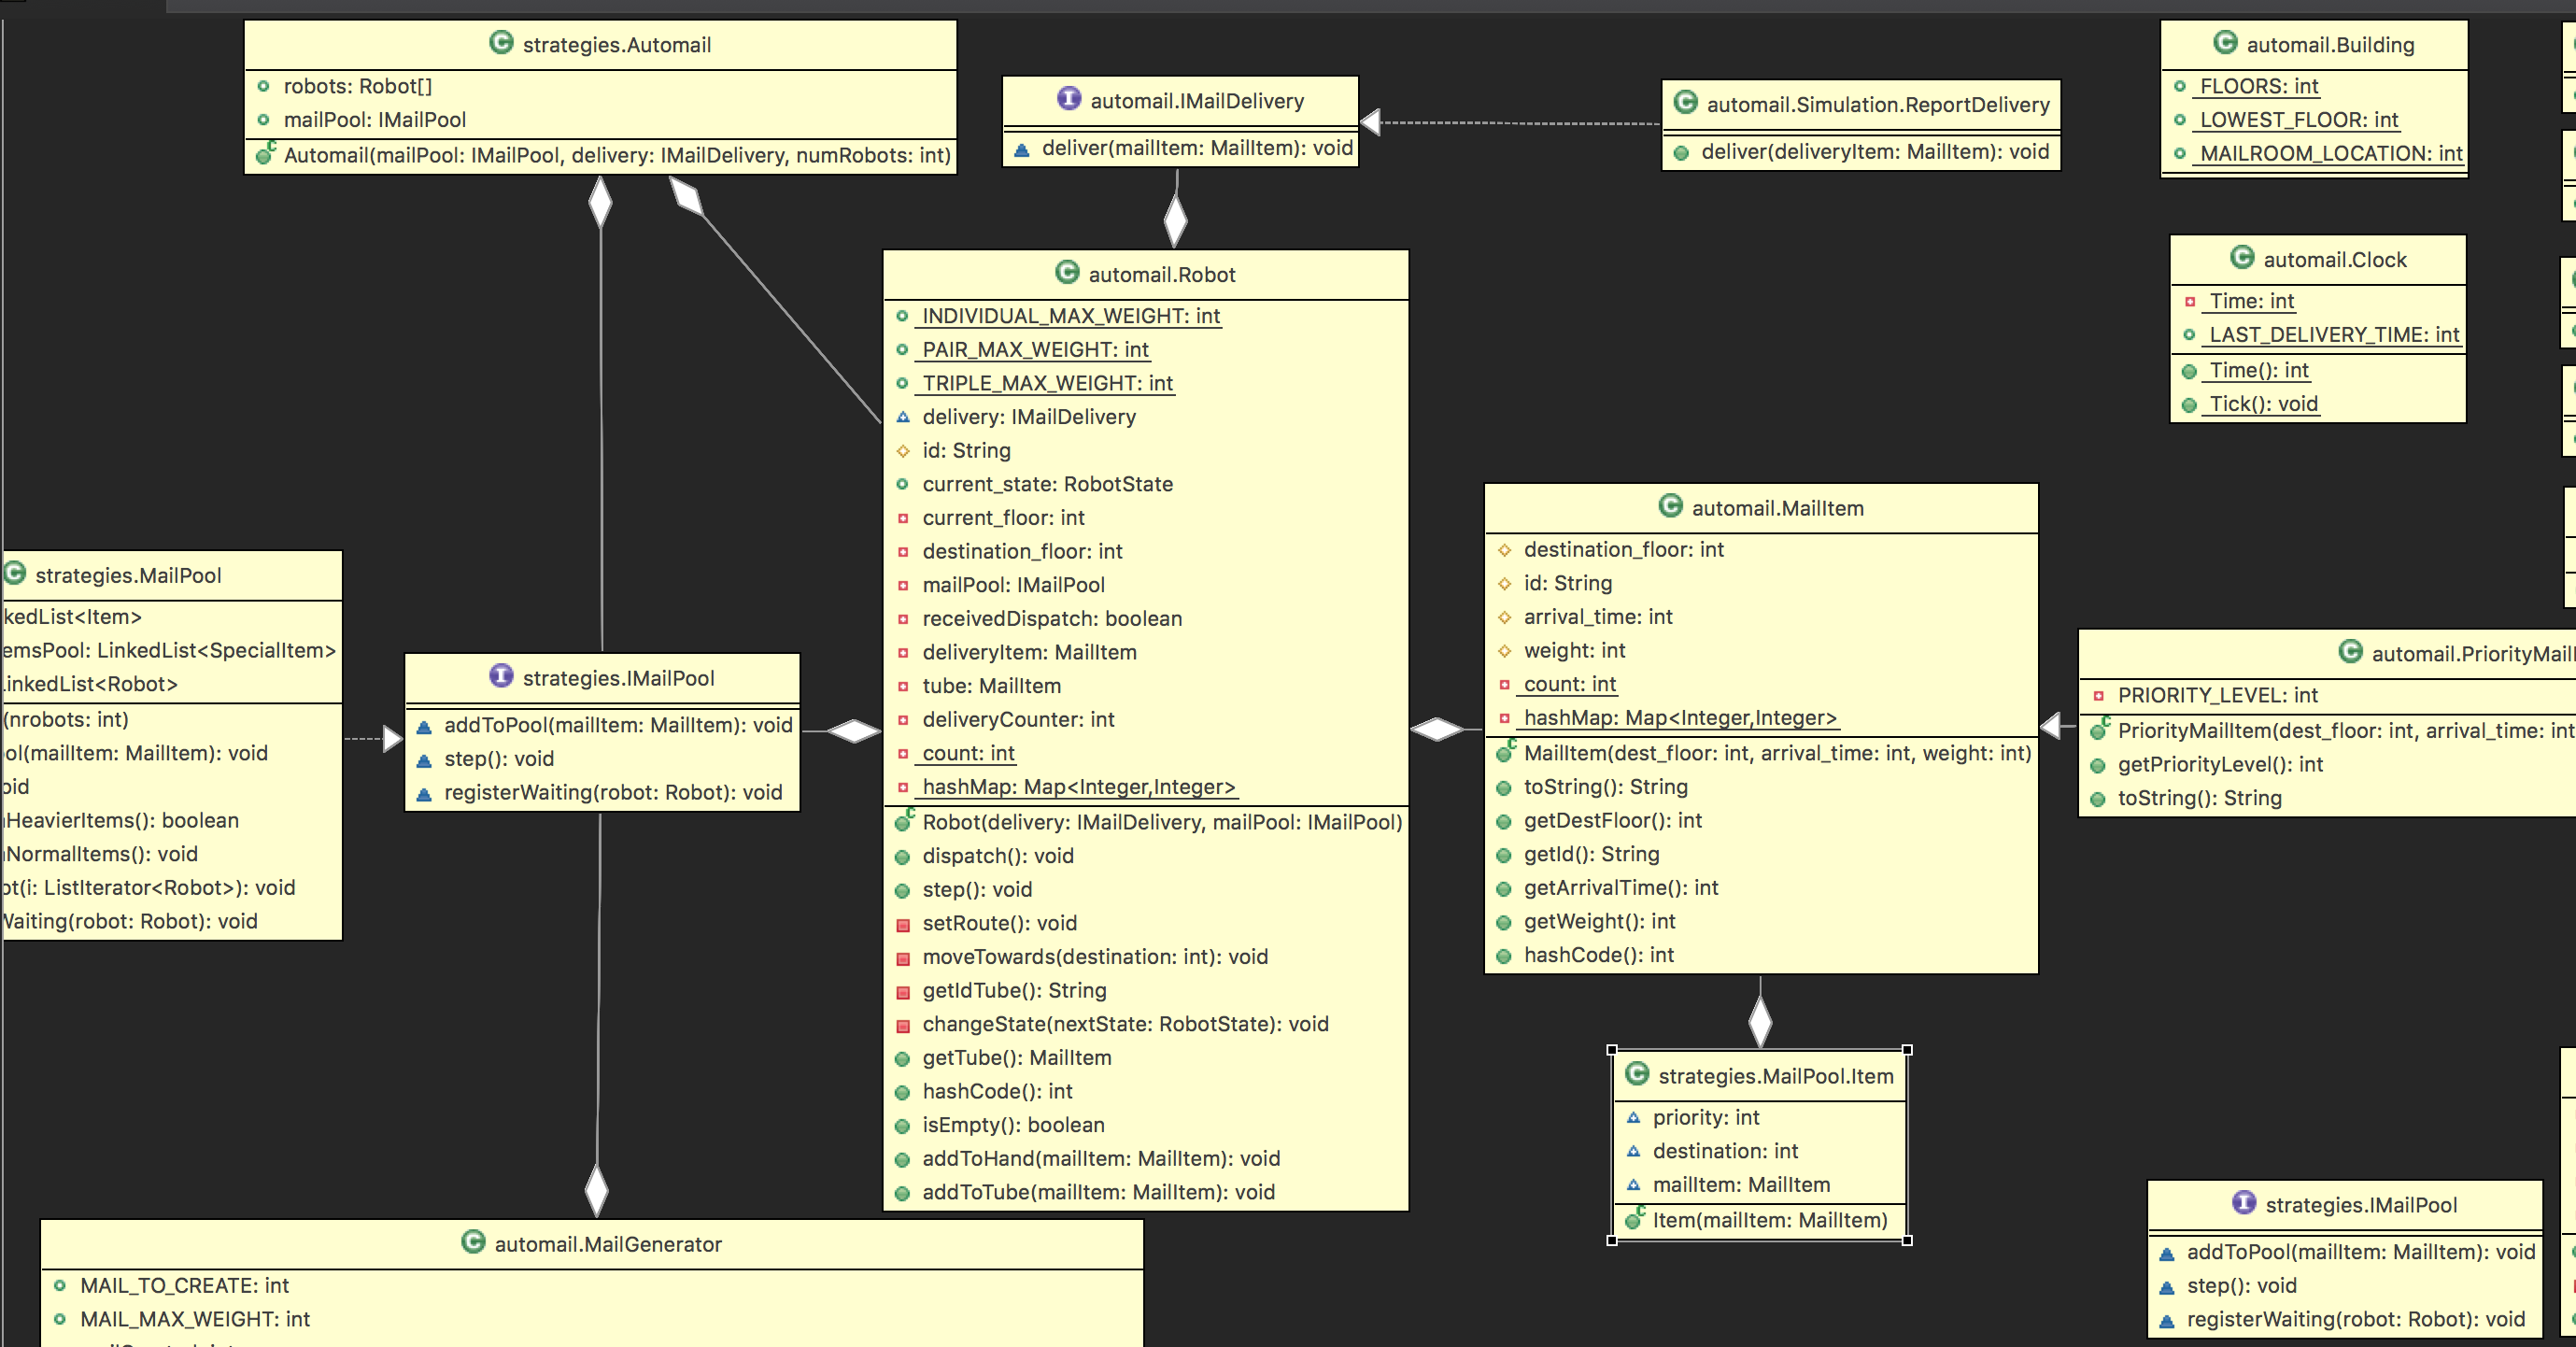 strategies.Automail
robots: Robot[]
mailPool: IMailPool
Automail(mailPool: IMailPool, delivery: IMailDelivery, numRobots: int)
automail.IMailDelivery
deliver(mailItem: MailItem): void
automail.Simulation.ReportDelivery
deliver(deliveryItem: MailItem): void
automail.Building
FLOORS: int
LOWEST_FLOOR: int
MAILROOM_LOCATION: int
automail.Clock
Time: int
LAST_DELIVERY_TIME: int
Time(): int
Tick(): void
automail.Robot
INDIVIDUAL_MAX_WEIGHT: int
PAIR_MAX_WEIGHT: int
TRIPLE_MAX_WEIGHT: int
delivery: IMailDelivery
id: String
current_state: RobotState
current_floor: int
destination_floor: int
mailPool: IMailPool
receivedDispatch: boolean
deliveryItem: MailItem
tube: MailItem
deliveryCounter: int
count: int
hashMap: Map<Integer,Integer>
Robot(delivery: IMailDelivery, mailPool: IMailPool)
dispatch(): void
step(): void
setRoute(): void
moveTowards(destination: int): void
getIdTube(): String
changeState(nextState: RobotState): void
getTube(): MailItem
hashCode(): int
isEmpty(): boolean
addToHand(mailItem: MailItem): void
addToTube(mailItem: MailItem): void
strategies.MailPool
kedList<Item>
emsPool: LinkedList<SpecialItem>
LinkedList<Robot>
(nrobots: int)
ool(mailItem: MailItem): void
oid
HeavierItems(): boolean
NormalItems(): void
ot(i: ListIterator<Robot>): void
Waiting(robot: Robot): void
strategies.IMailPool
addToPool(mailItem: MailItem): void
step(): void
registerWaiting(robot: Robot): void
automail.MailItem
destination_floor: int
id: String
arrival_time: int
weight: int
count: int
hashMap: Map<Integer,Integer>
MailItem(dest_floor: int, arrival_time: int, weight: int)
toString(): String
getDestFloor(): int
getId(): String
getArrivalTime(): int
getWeight(): int
hashCode(): int
automail.PriorityMail
PRIORITY_LEVEL: int
PriorityMailItem(dest_floor: int, arrival_time: int
getPriorityLevel(): int
toString(): String
strategies.MailPool.Item
priority: int
destination: int
mailItem: MailItem
Item(mailItem: MailItem)
automail.MailGenerator
MAIL_TO_CREATE: int
MAIL_MAX_WEIGHT: int
strategies.IMailPool
addToPool(mailItem: MailItem): void
step(): void
registerWaiting(robot: Robot): void